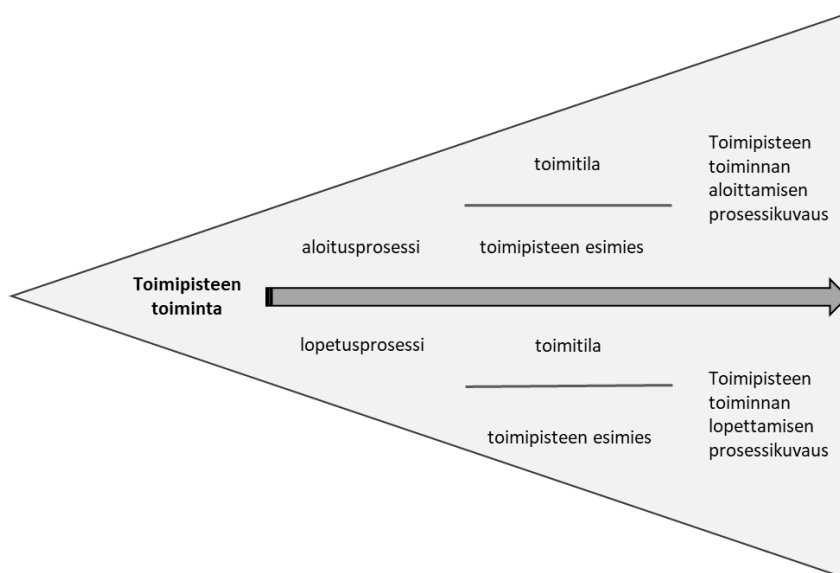 toimitila
Toimipisteen
toiminnan
aloittamisen
prosessikuvaus
aloitusprosessi
toimipisteen esimies
Toimipisteen
toiminta
lopetusprosessi
toimitila
Toimipisteen
toiminnan
lopettamisen
prosessikuvaus
toimipisteen esimies